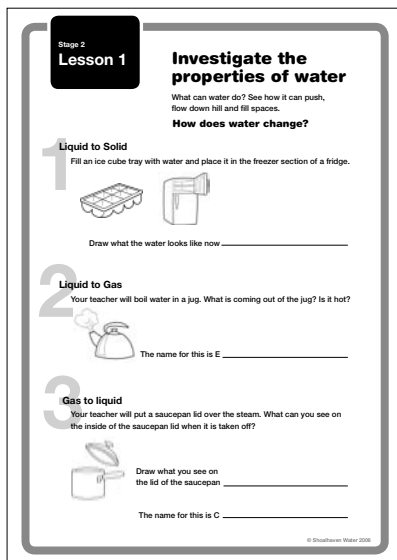 Stage 2
Lesson 1
Investigate the
properties of water
What can water do? See how it can push,
flow down hill and fill spaces.
How does water change?
1
Liquid to Solid
Fill an ice cube tray with water and place it in the freezer section of a fridge.
Draw what the water looks like now
2
Liquid to Gas
Your teacher will boil water in a jug. What is coming out of the jug? Is it hot?
The name for this is E
3
Gas to liquid
Your teacher will put a saucepan lid over the steam. What can you see on
the inside of the saucepan lid when it is taken off?
Draw what you see on
the lid of the saucepan
The name for this is C
© Shoalhaven Water 2008